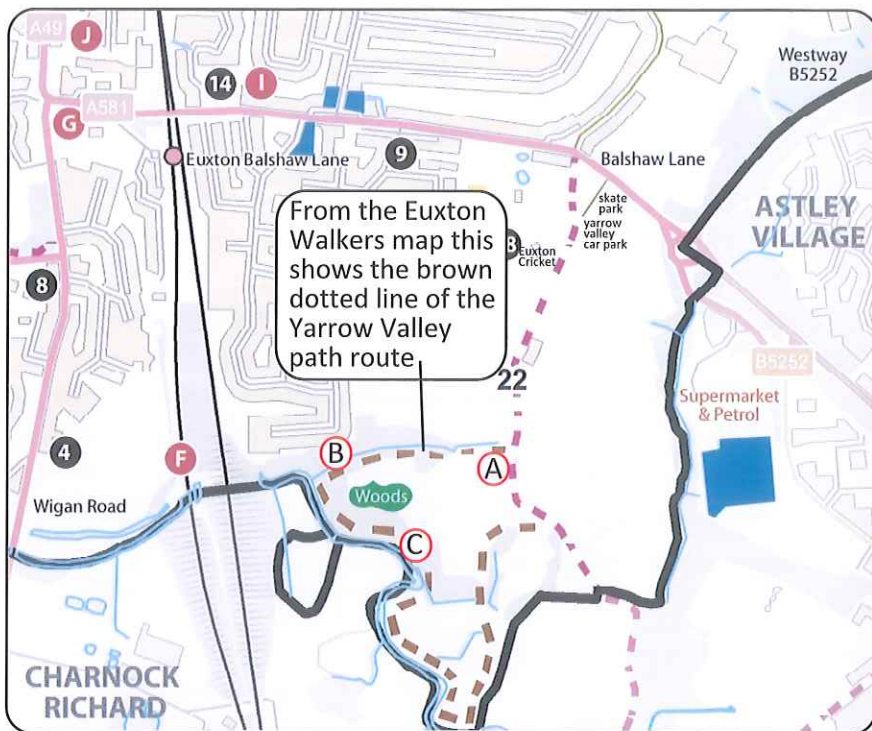 A49
J
14
I
Westway
B5252
A581
G
Euxton Balshaw Lane
9
Balshaw Lane
skate
park
yarrow
valley
car park
ASTLEY
VILLAGE
From the Euxton
Walkers map this
shows the brown
dotted line of the
Yarrow Valley
path route
8
Euxton
Cricket
8
22
B5252
Supermarket
& Petrol
4
F
B
A
Wigan Road
Woods
C
CHARNOCK
RICHARD